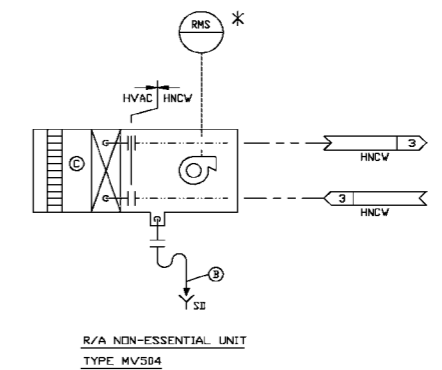 RMS *
HVAC HNCW
C
3
HNCW
3
HNCW
B
SD
R/A NON-ESSENTIAL UNIT
TYPE MV504